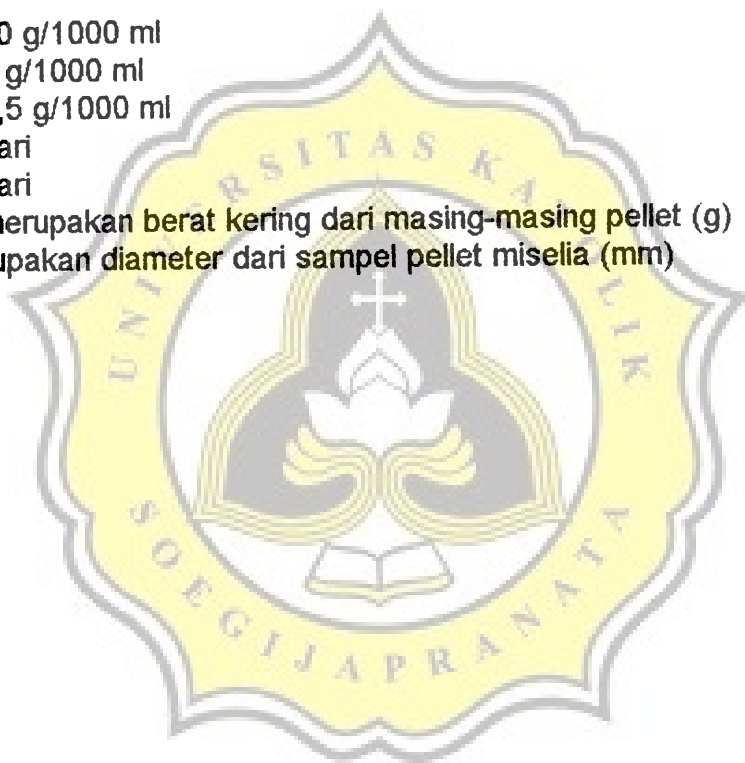 0 g/1000 ml
g/1000 ml
,5 g/1000 ml
ari
ari
nerupakan berat kering dari masing-masing pellet (g)
upakan diameter dari sampel pellet miselia (mm)
UNIVERSITAS KATOLIK
SOEGIJAPRANATA